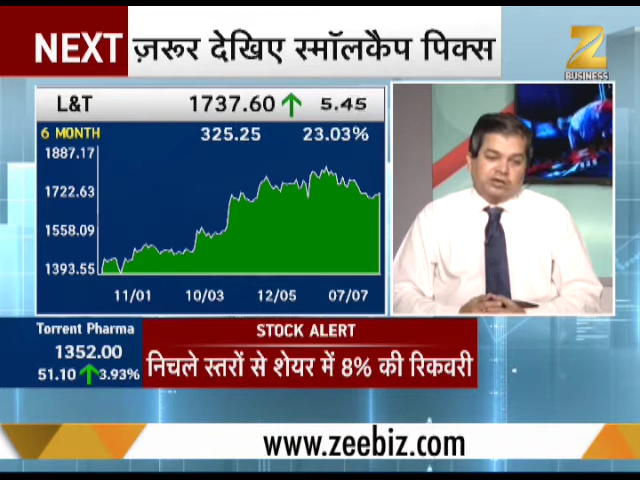 NEXT ज़रूर देखिए स्मॉलकैप पिक्स
Z
BUSINESS
L&T 1737.60 5.45
6 MONTH 325.25 23.03%
1887.17
1722.63
1558.09
1393.55
11/01 10/03 12/05 07/07
Torrent Pharma
1352.00
51.10 3.93%
STOCK ALERT
निचले स्तरों से शेयर में 8% की रिकवरी
www.zeebiz.com